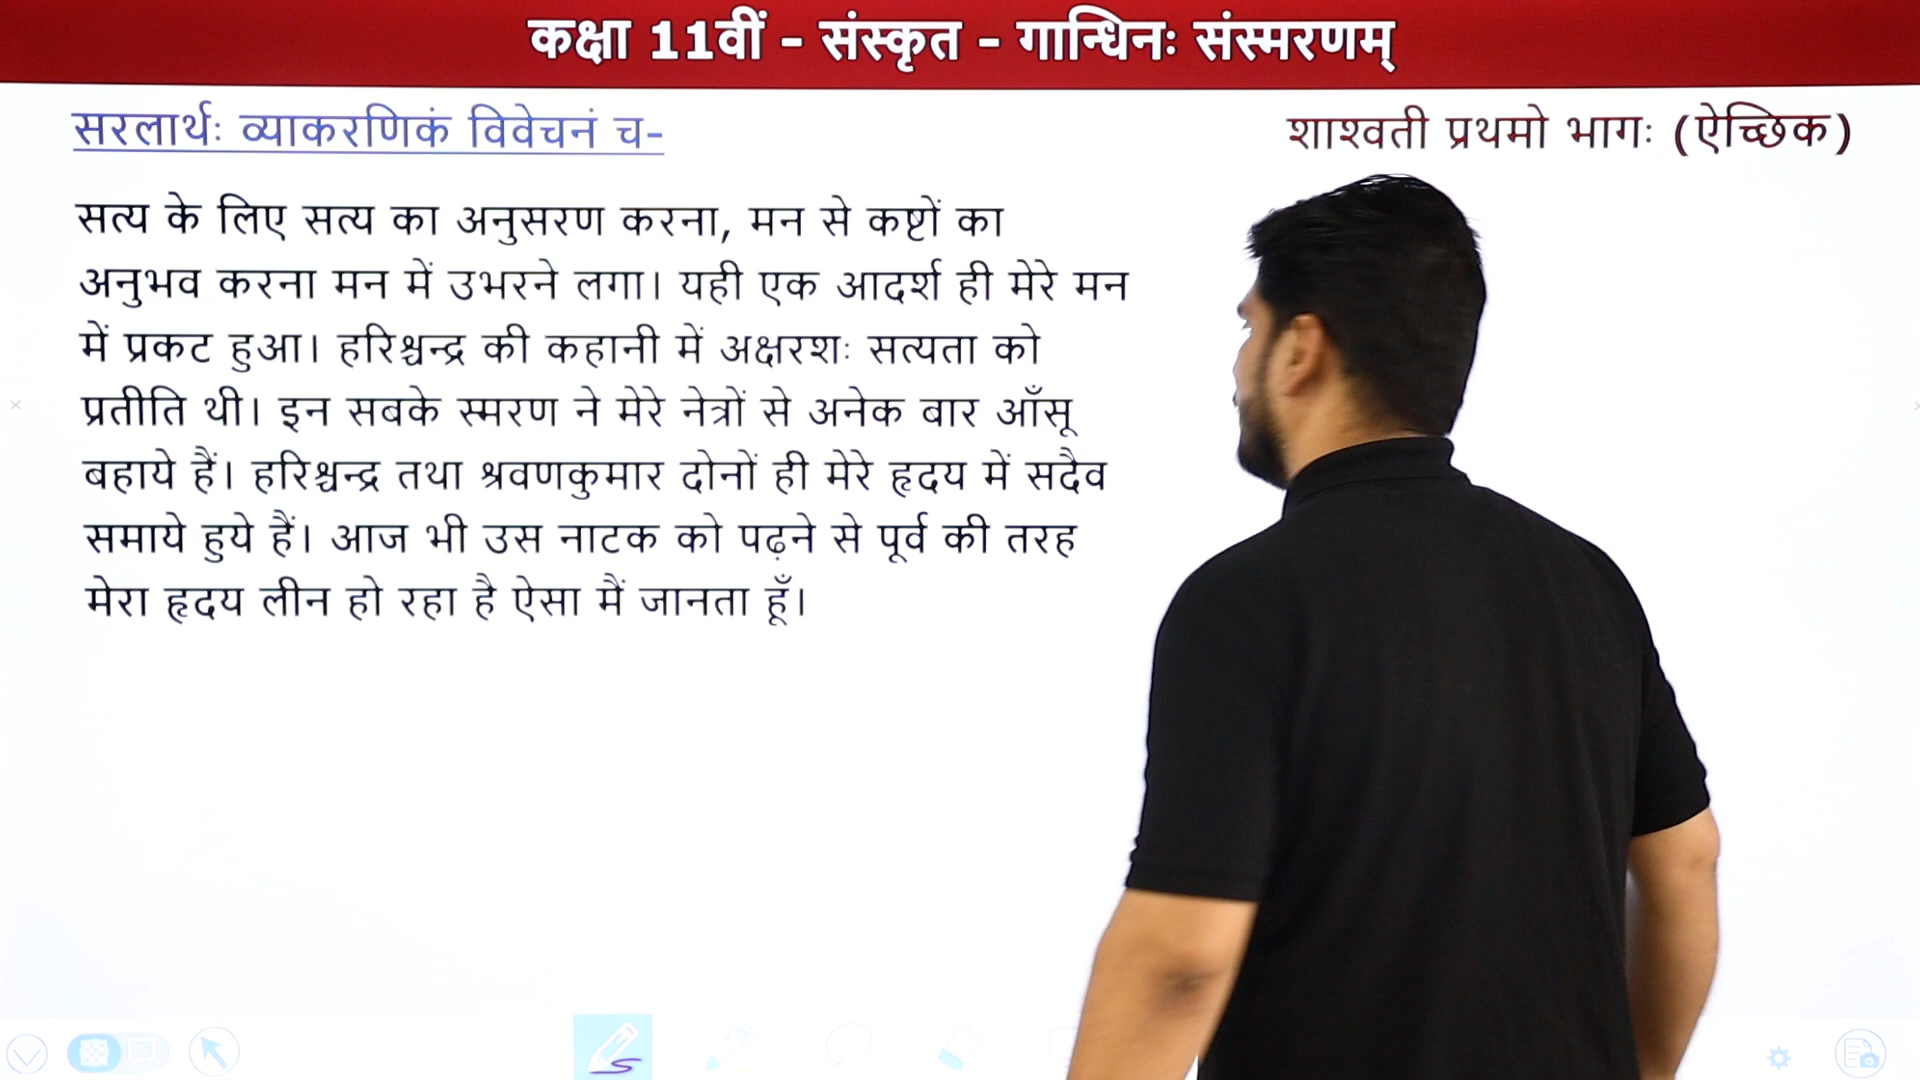 कक्षा 11वीं - संस्कृत - गान्धिनः संस्मरणम्
सरलार्थः व्याकरणिकं विवेचनं च-
शाश्वती प्रथमो भागः (ऐच्छिक)
सत्य के लिए सत्य का अनुसरण करना, मन से कष्टों का
अनुभव करना मन में उभरने लगा। यही एक आदर्श ही मेरे मन
में प्रकट हुआ। हरिश्चन्द्र की कहानी में अक्षरशः सत्यता को
प्रतीति थी। इन सबके स्मरण ने मेरे नेत्रों से अनेक बार आँसू
बहाये हैं। हरिश्चन्द्र तथा श्रवणकुमार दोनों ही मेरे हृदय में सदैव
समाये हुये हैं। आज भी उस नाटक को पढ़ने से पूर्व की तरह
मेरा हृदय लीन हो रहा है ऐसा मैं जानता हूँ।